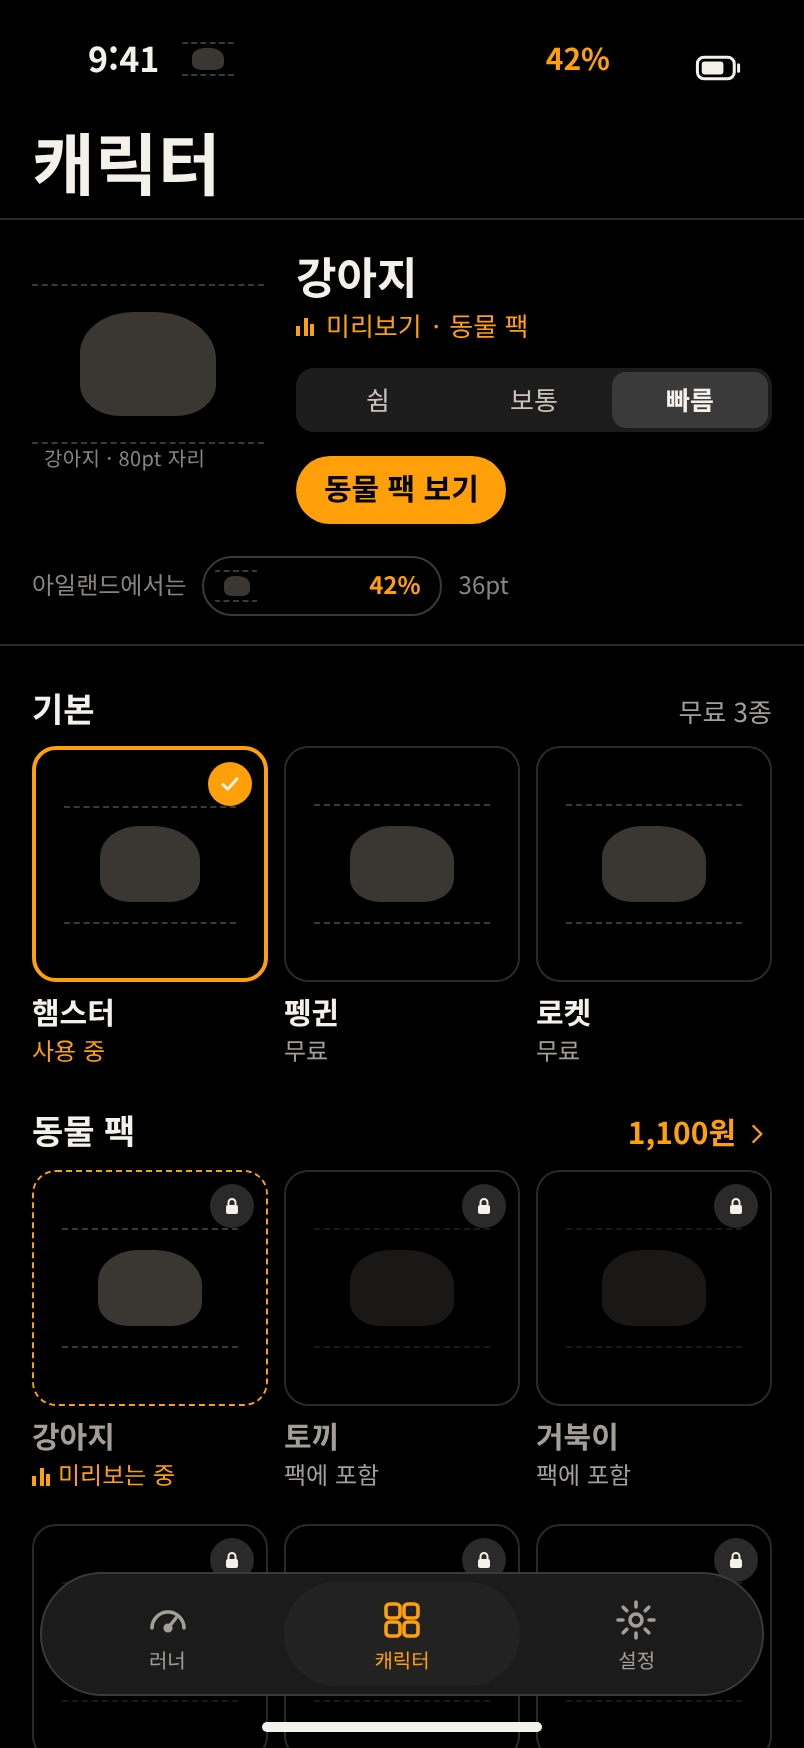 9:41
42%
캐릭터
강아지
미리보기 · 동물 팩
쉼 보통 빠름
강아지 · 80pt 자리
동물 팩 보기
아일랜드에서는 42% 36pt
기본 무료 3종
햄스터 펭귄 로켓
사용 중 무료 무료
동물 팩 1,100원
강아지 토끼 거북이
미리보는 중 팩에 포함 팩에 포함
러너 캐릭터 설정